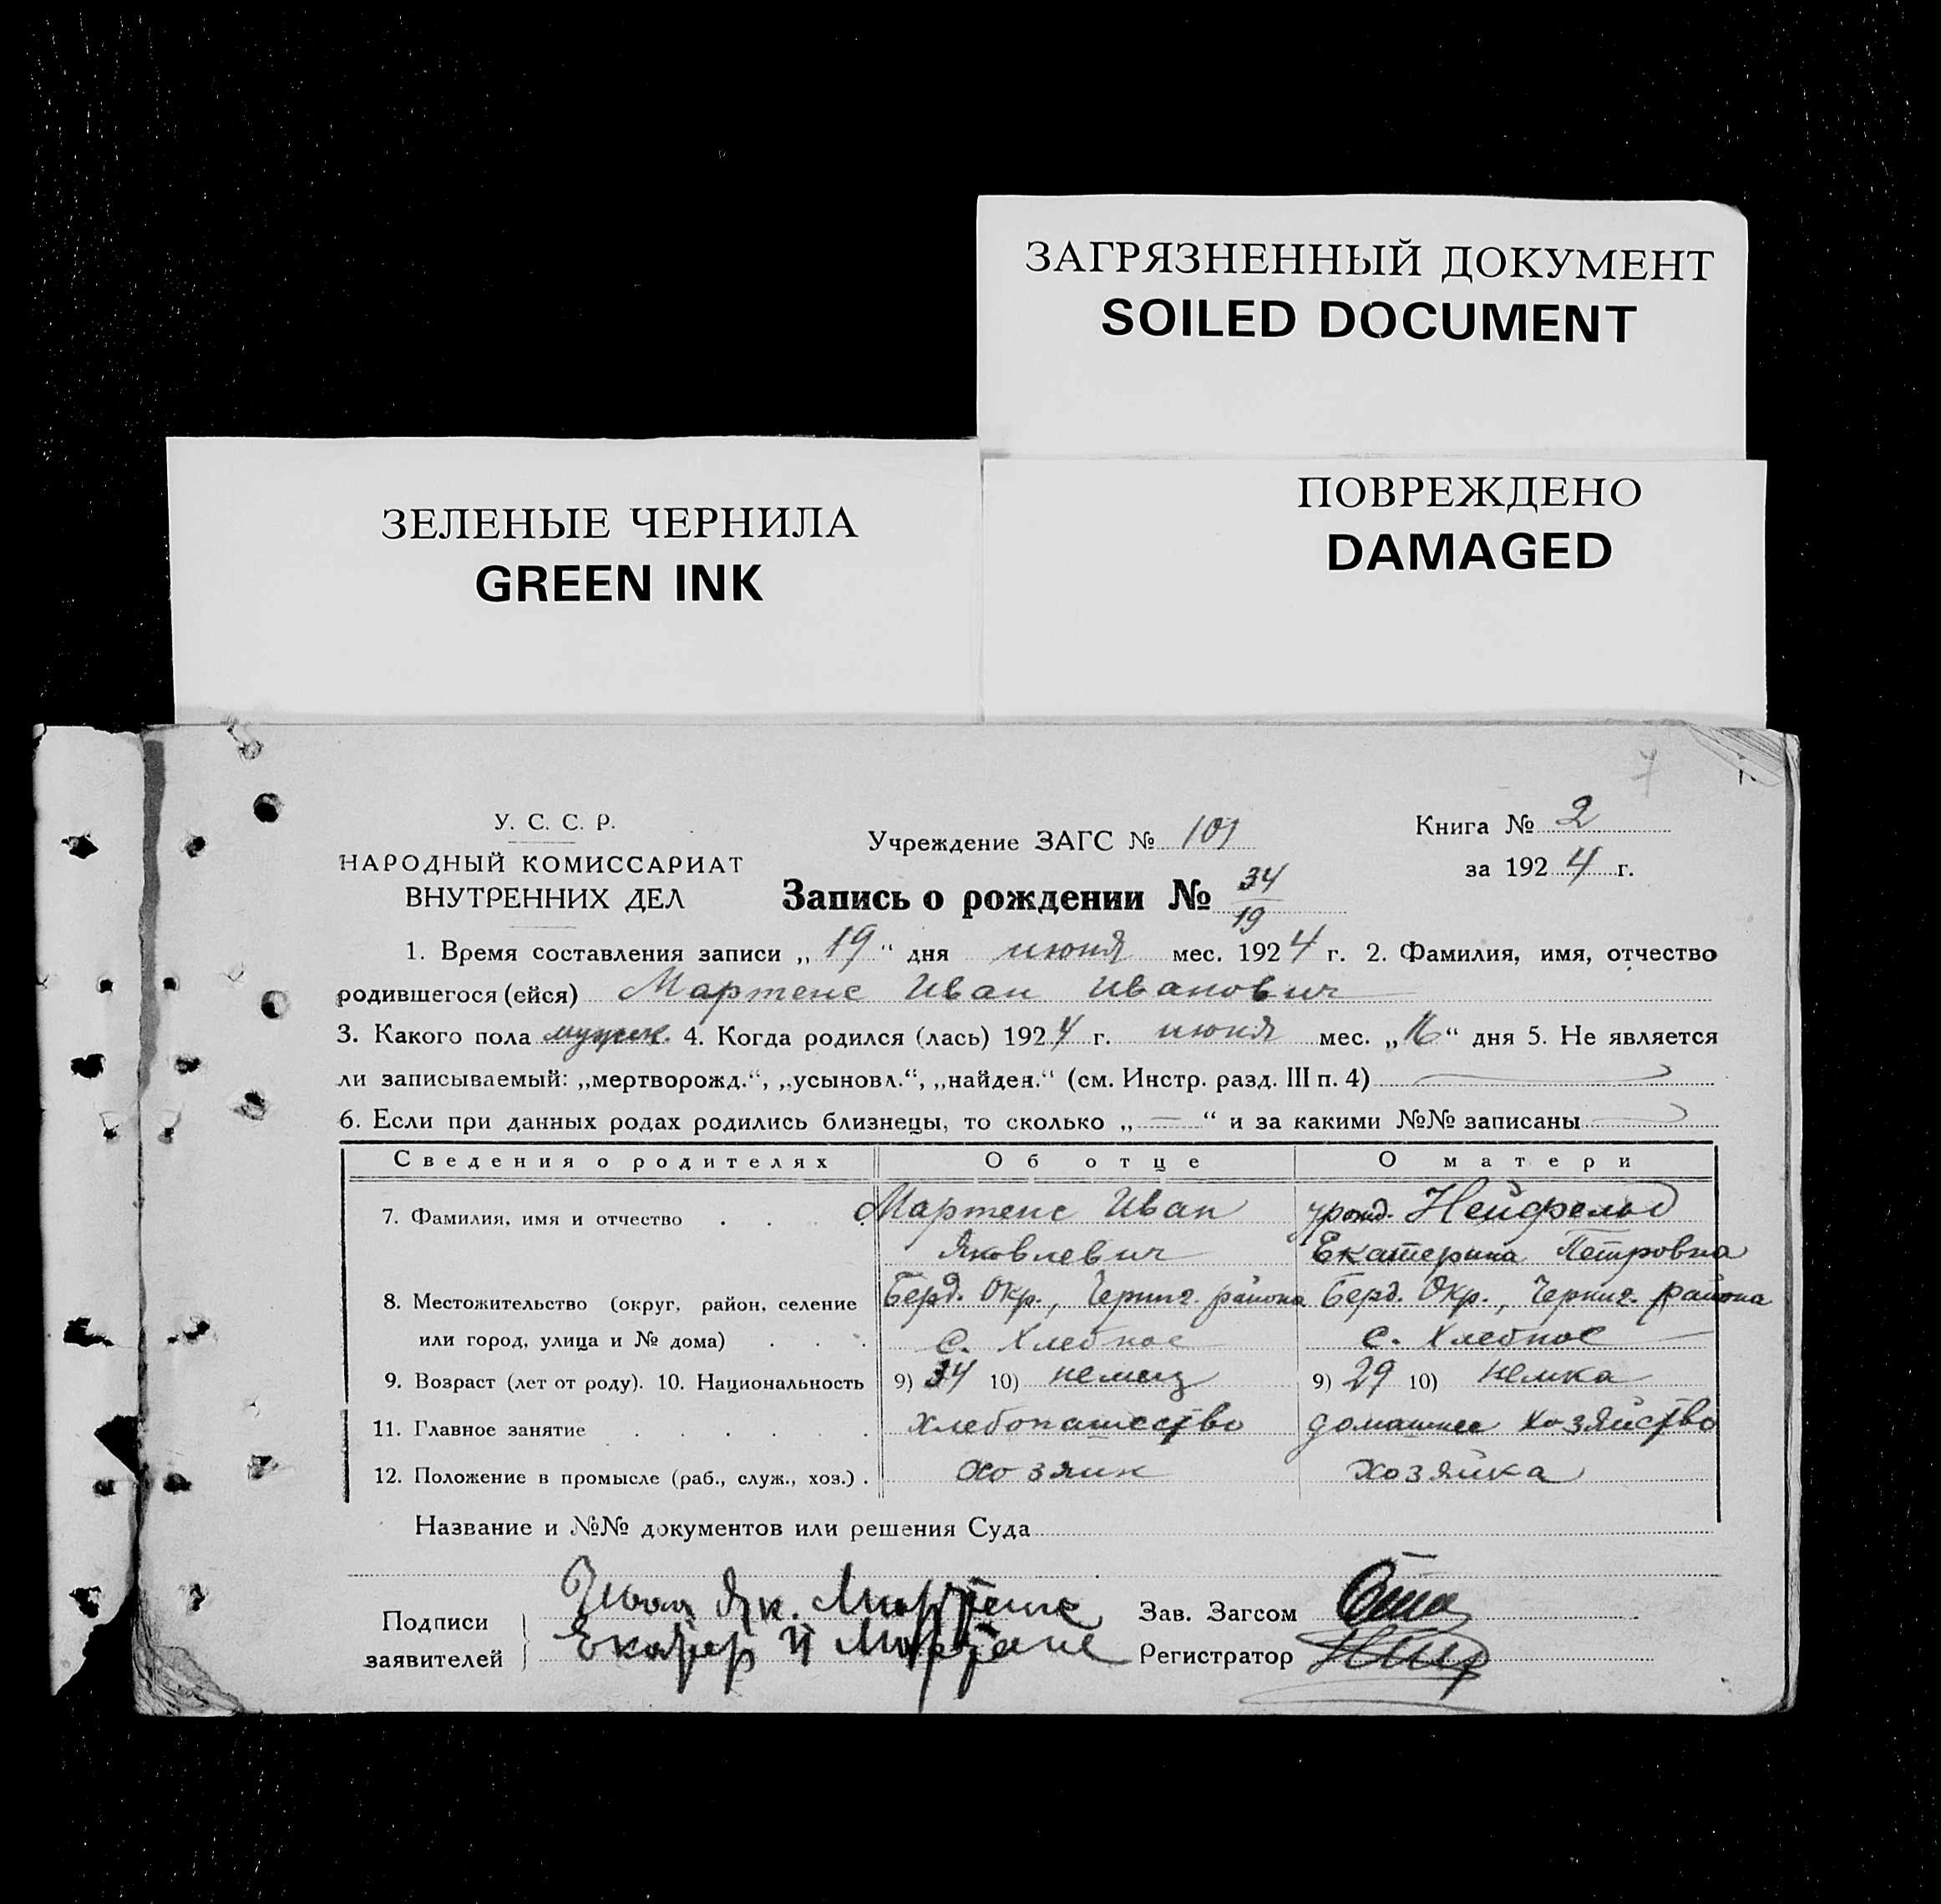 ЗАГРЯЗНЕННЫЙ ДОКУМЕНТ
SOILED DOCUMENT
ЗЕЛЕНЫЕ ЧЕРНИЛА
GREEN INK
ПОВРЕЖДЕНО
DAMAGED
7
У. С. С. Р.
НАРОДНЫЙ КОМИССАРИАТ
ВНУТРЕННИХ ДЕЛ
Учреждение ЗАГС № 101
Книга № 2
за 1924 г.
Запись о рождении № 34/19
1. Время составления записи „19“ дня июня мес. 1924 г. 2. Фамилия, имя, отчество
родившегося (ейся) Мартенс Иван Иванович
3. Какого пола мужск. 4. Когда родился (лась) 1924 г. июня мес. „16“ дня 5. Не является
ли записываемый: „мертворожд.“, „усыновл.“, „найден.“ (см. Инстр. разд. III п. 4)
6. Если при данных родах родились близнецы, то сколько „—“ и за какими №№ записаны
Сведения о родителях Об отце О матери
7. Фамилия, имя и отчество . . . Мартенс Иван урожд. Нейфельд
Яковлевич Екатерина Петровна
8. Местожительство (округ, район, селение Берд. Окр., Черниг. района Берд. Окр., Черниг. района
или город, улица и № дома) . . . с. Хлебное с. Хлебное
9. Возраст (лет от роду). 10. Национальность 9) 34 10) немец 9) 29 10) немка
11. Главное занятие . . . . . . хлебопашество домашнее хозяйство
12. Положение в промысле (раб., служ., хоз.) . хозяин хозяйка
Название и №№ документов или решения Суда
Подписи
заявителей
Иван Як. Мартенс
Екатер П Мартенс
Зав. Загсом
Регистратор